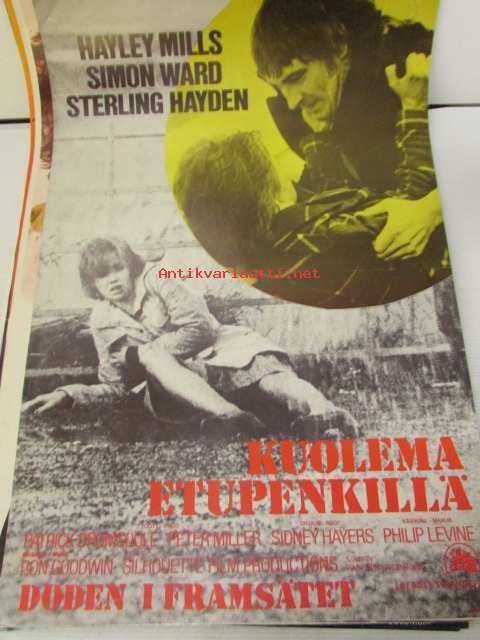 HAYLEY MILLS
SIMON WARD
STERLING HAYDEN
Antikvariaatti.net
KUOLEMA
ETUPENKILLÄ
PATRICK DROMGOOLE PETER MILLER SIDNEY HAYERS PHILIP LEVINE
RON GOODWIN SILHOUETTE FILM PRODUCTIONS
DÖDEN I FRAMSÄTET